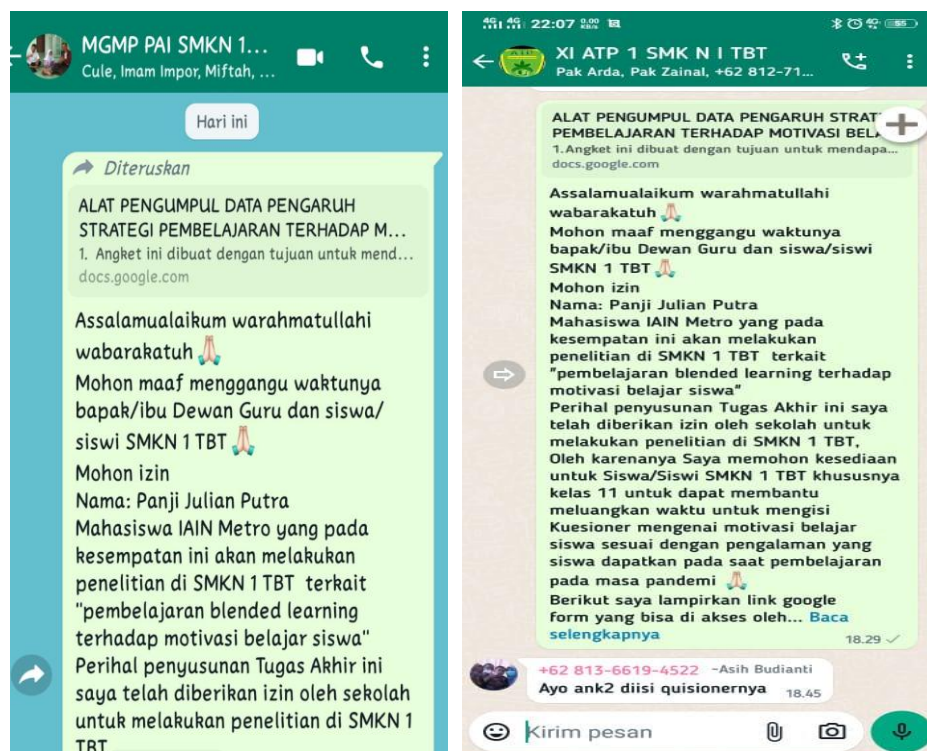 MGMP PAI SMKN 1...
Cule, Imam Impor, Miftah, ...
Hari ini
Diteruskan
ALAT PENGUMPUL DATA PENGARUH
STRATEGI PEMBELAJARAN TERHADAP M...
1. Angket ini dibuat dengan tujuan untuk mend...
docs.google.com
Assalamualaikum warahmatullahi
wabarakatuh 🙏🏻
Mohon maaf menggangu waktunya
bapak/ibu Dewan Guru dan siswa/
siswi SMKN 1 TBT 🙏🏻
Mohon izin
Nama: Panji Julian Putra
Mahasiswa IAIN Metro yang pada
kesempatan ini akan melakukan
penelitian di SMKN 1 TBT terkait
"pembelajaran blended learning
terhadap motivasi belajar siswa"
Perihal penyusunan Tugas Akhir ini
saya telah diberikan izin oleh sekolah
untuk melakukan penelitian di SMKN 1
TBT
4G 4G 22:07 0.00 KB/s 4G 55
XI ATP 1 SMK N I TBT
Pak Arda, Pak Zainal, +62 812-71...
ALAT PENGUMPUL DATA PENGARUH STRAT
PEMBELAJARAN TERHADAP MOTIVASI BELA
1.Angket ini dibuat dengan tujuan untuk mendapa...
docs.google.com
Assalamualaikum warahmatullahi
wabarakatuh 🙏🏻
Mohon maaf menggangu waktunya
bapak/ibu Dewan Guru dan siswa/siswi
SMKN 1 TBT 🙏🏻
Mohon izin
Nama: Panji Julian Putra
Mahasiswa IAIN Metro yang pada
kesempatan ini akan melakukan
penelitian di SMKN 1 TBT terkait
"pembelajaran blended learning terhadap
motivasi belajar siswa"
Perihal penyusunan Tugas Akhir ini saya
telah diberikan izin oleh sekolah untuk
melakukan penelitian di SMKN 1 TBT,
Oleh karenanya Saya memohon kesediaan
untuk Siswa/Siswi SMKN 1 TBT khususnya
kelas 11 untuk dapat membantu
meluangkan waktu untuk mengisi
Kuesioner mengenai motivasi belajar
siswa sesuai dengan pengalaman yang
siswa dapatkan pada saat pembelajaran
pada masa pandemi 🙏🏻
Berikut saya lampirkan link google
form yang bisa di akses oleh... Baca
selengkapnya 18.29
+62 813-6619-4522 ~Asih Budianti
Ayo ank2 diisi quisionernya 18.45
Kirim pesan